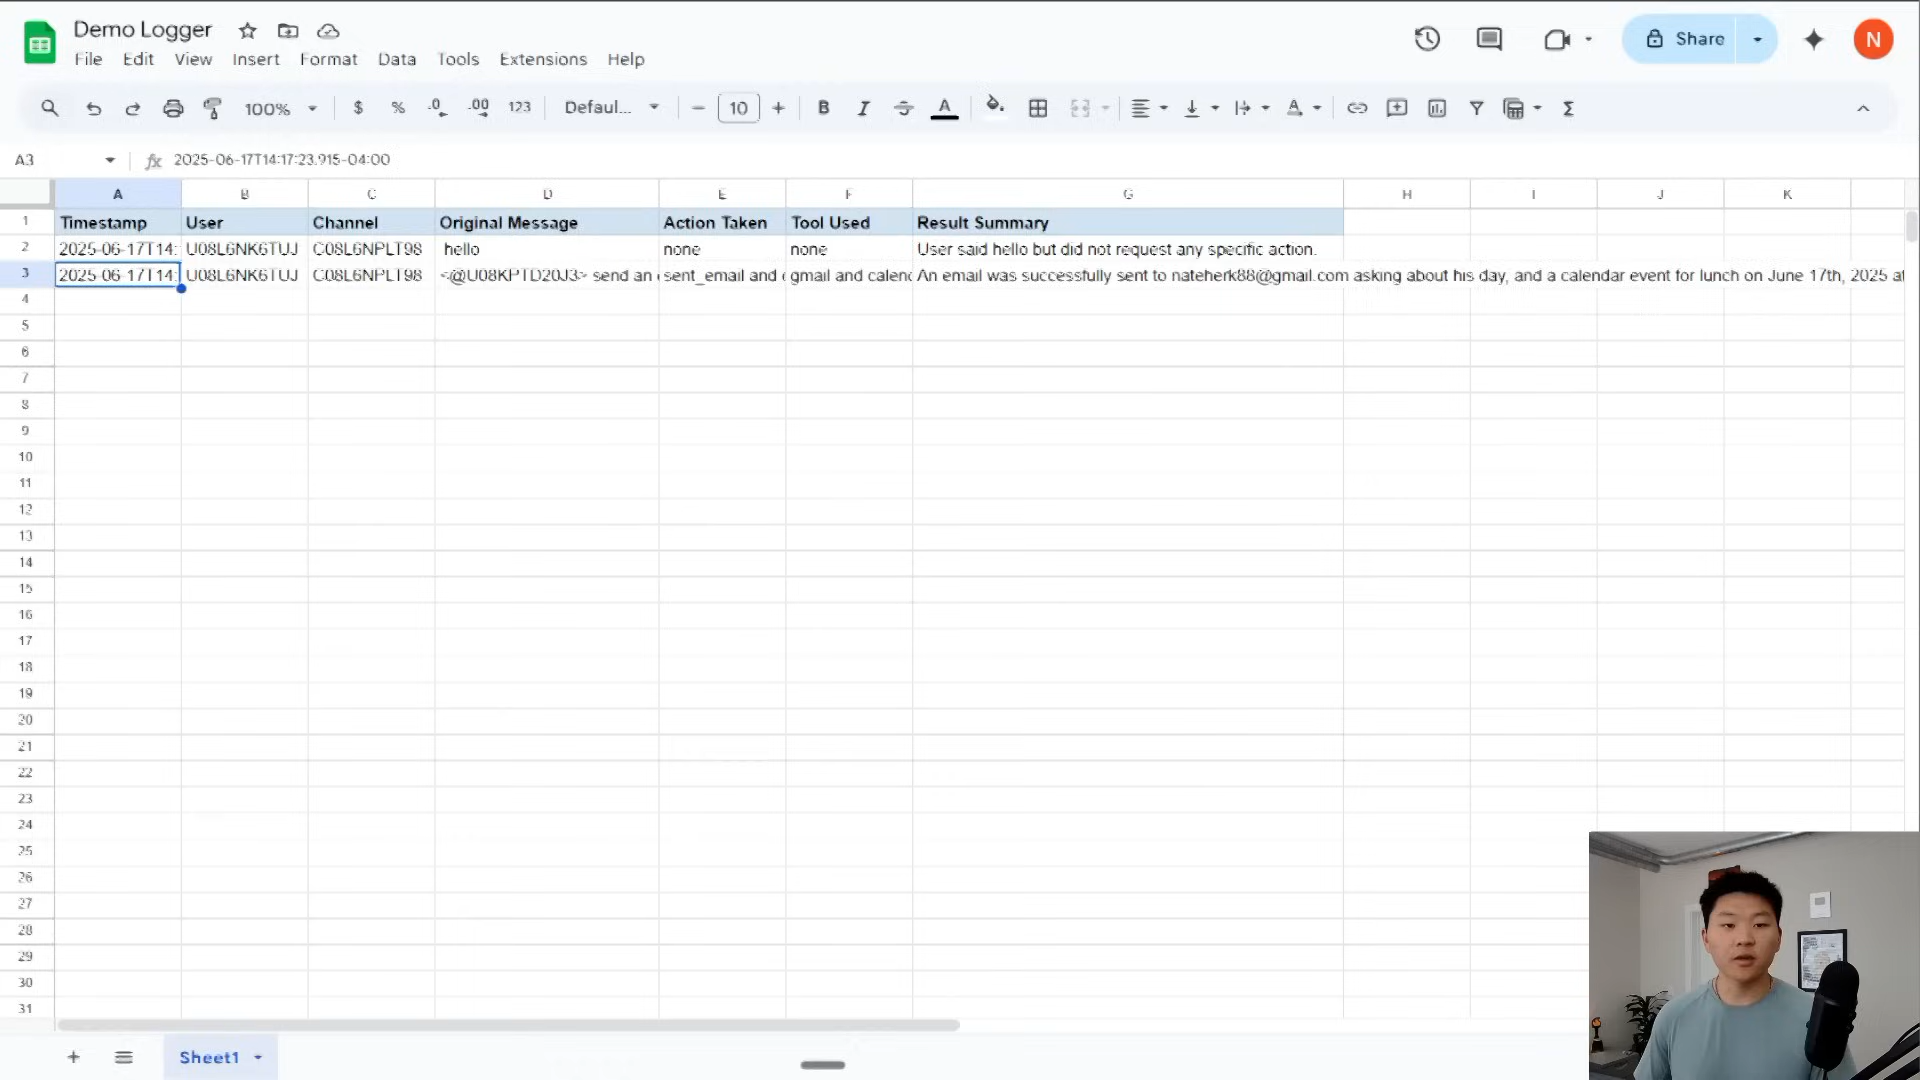 Demo Logger
File Edit View Insert Format Data Tools Extensions Help
Share
N
100% $ % .0 .00 123 Defaul... 10 B I A
A3 fx 2025-06-17T14:17:23.915-04:00
A B C D E F G H I J K
1 Timestamp User Channel Original Message Action Taken Tool Used Result Summary
2 2025-06-17T14: U08L6NK6TUJ C08L6NPLT98 hello none none User said hello but did not request any specific action.
3 2025-06-17T14: U08L6NK6TUJ C08L6NPLT98 <@U08KPTD20J3> send an sent_email and gmail and calenc An email was successfully sent to nateherk88@gmail.com asking about his day, and a calendar event for lunch on June 17th, 2025 at
4
5
6
7
8
9
10
11
12
13
14
15
16
17
18
19
20
21
22
23
24
25
26
27
28
29
30
31
Sheet1